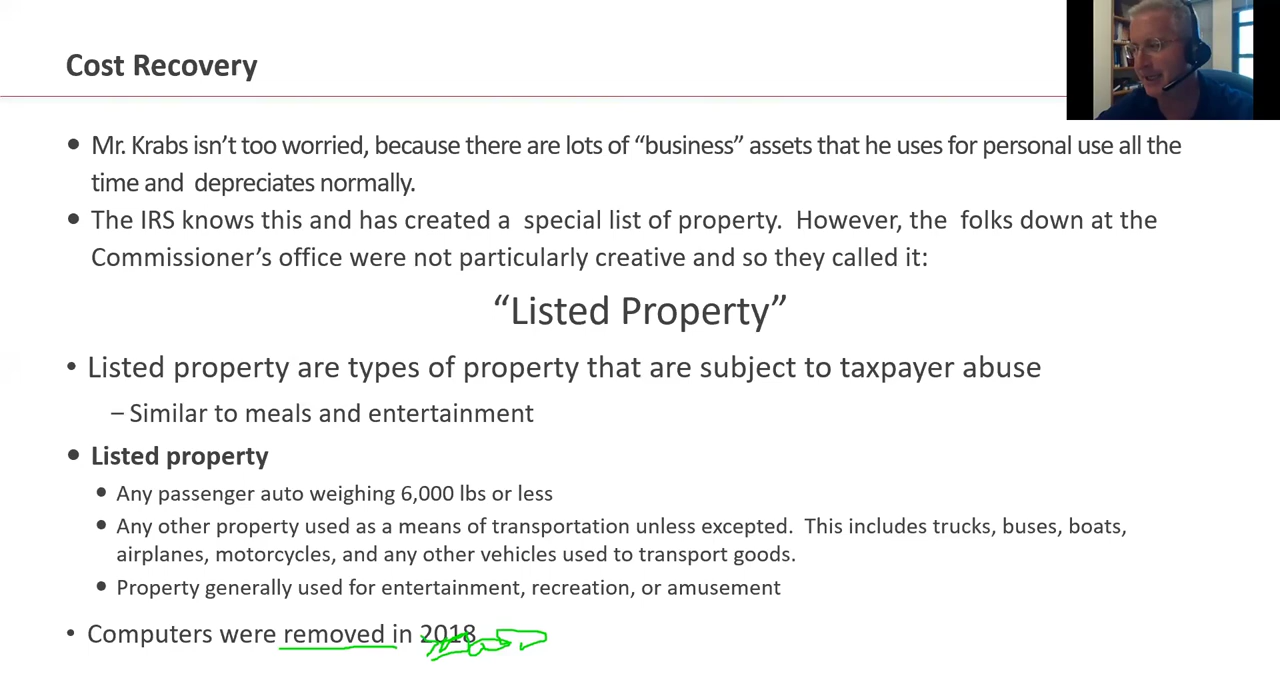 Cost Recovery
• Mr. Krabs isn’t too worried, because there are lots of “business” assets that he uses for personal use all the
time and depreciates normally.
• The IRS knows this and has created a special list of property. However, the folks down at the
Commissioner’s office were not particularly creative and so they called it:
“Listed Property”
• Listed property are types of property that are subject to taxpayer abuse
– Similar to meals and entertainment
• Listed property
• Any passenger auto weighing 6,000 lbs or less
• Any other property used as a means of transportation unless excepted. This includes trucks, buses, boats,
airplanes, motorcycles, and any other vehicles used to transport goods.
• Property generally used for entertainment, recreation, or amusement
• Computers were removed in 2018